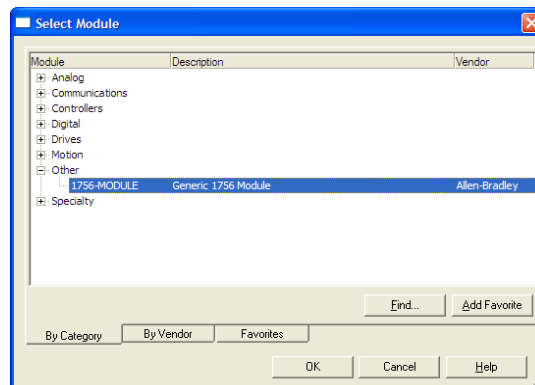 Select Module
Module Description Vendor
Analog
Communications
Controllers
Digital
Drives
Motion
Other
1756-MODULE Generic 1756 Module Allen-Bradley
Specialty
Find... Add Favorite
By Category By Vendor Favorites
OK Cancel Help